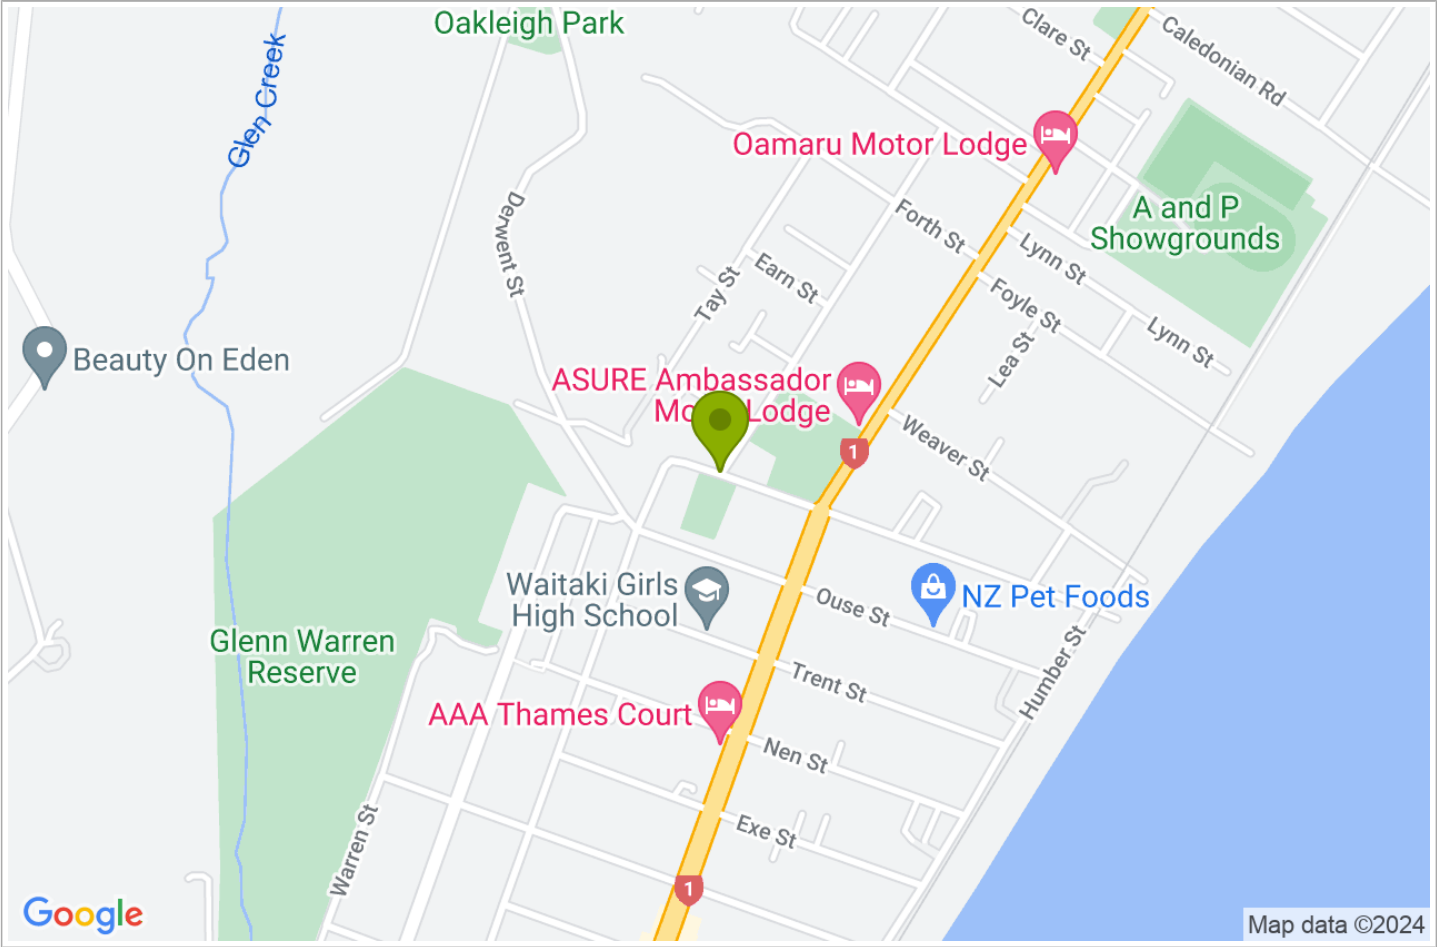 Oakleigh Park
Clare St
Caledonian Rd
Glen Creek
Oamaru Motor Lodge
A and P
Showgrounds
Derwent St
Forth St
Lynn St
Earn St
Tay St
Foyle St
Lynn St
Lea St
Beauty On Eden
ASURE Ambassador
Lodge
1
Weaver St
Waitaki Girls
High School
Ouse St
NZ Pet Foods
Glenn Warren
Reserve
Humber St
Trent St
AAA Thames Court
Nen St
Exe St
Warren St
1
Google
Map data ©2024